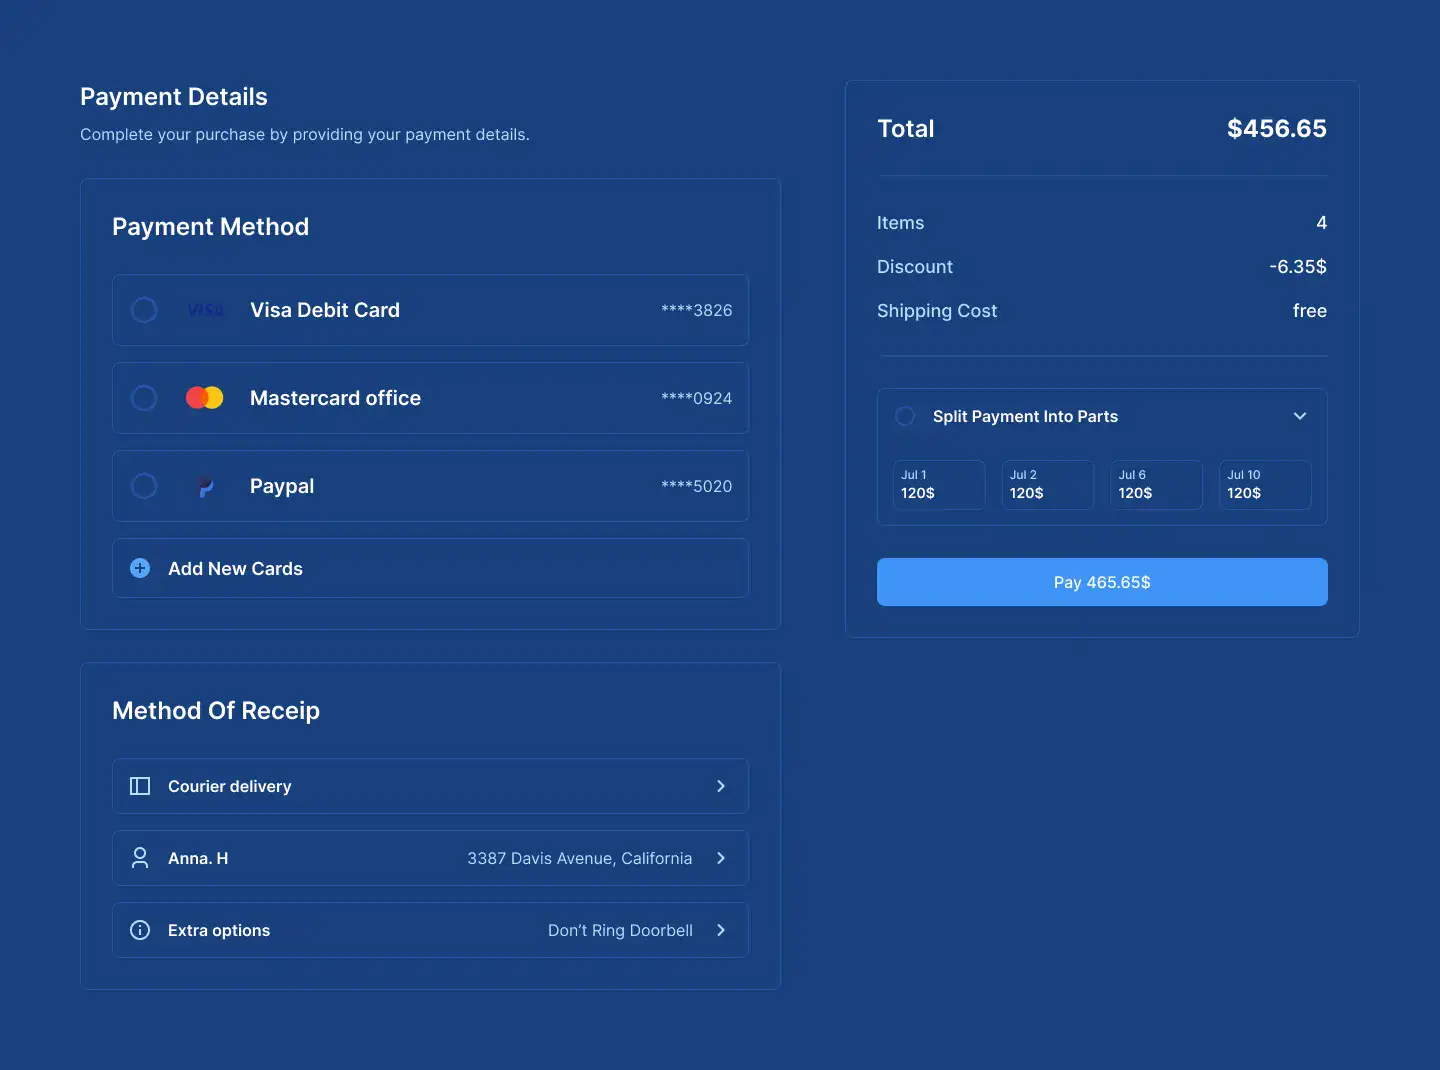 Payment Details
Complete your purchase by providing your payment details.
Payment Method
VISA Visa Debit Card ****3826
Mastercard office ****0924
Paypal ****5020
Add New Cards
Method Of Receip
Courier delivery
Anna. H 3387 Davis Avenue, California
Extra options Don’t Ring Doorbell
Total $456.65
Items 4
Discount -6.35$
Shipping Cost free
Split Payment Into Parts
Jul 1 Jul 2 Jul 6 Jul 10
120$ 120$ 120$ 120$
Pay 465.65$